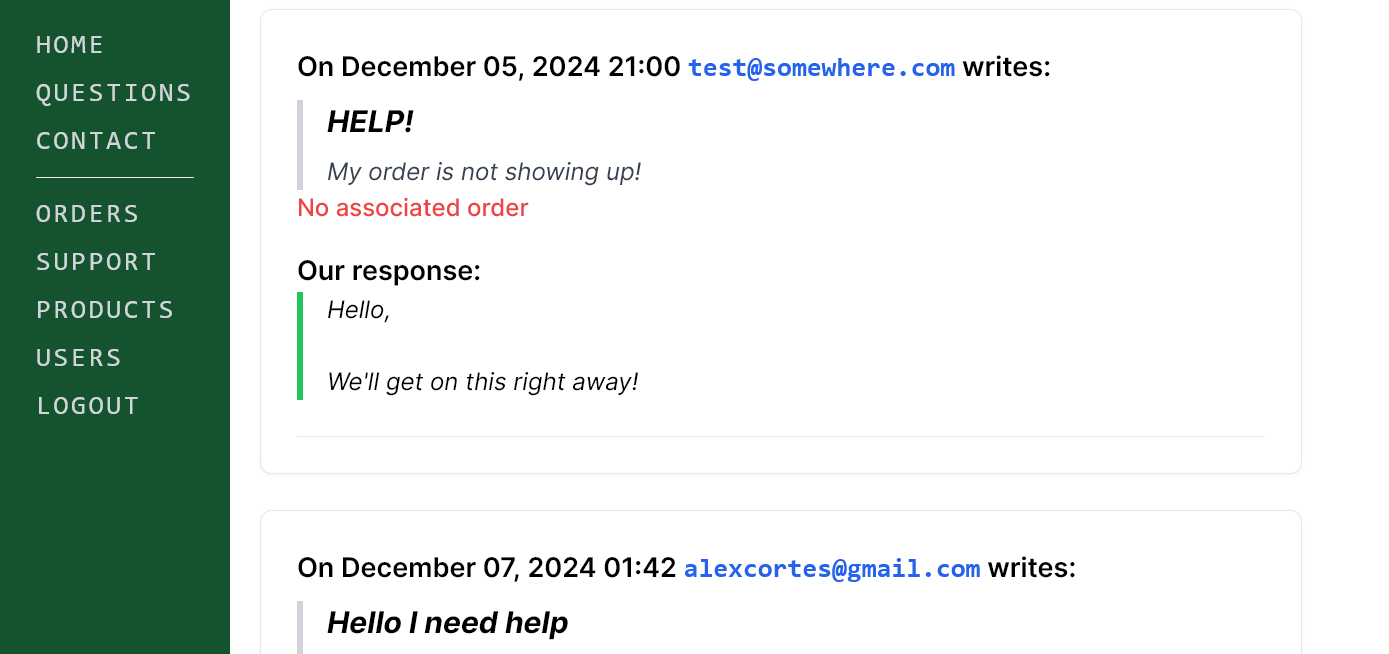 HOME
QUESTIONS
CONTACT
ORDERS
SUPPORT
PRODUCTS
USERS
LOGOUT
On December 05, 2024 21:00 test@somewhere.com writes:
HELP!
My order is not showing up!
No associated order
Our response:
Hello,
We'll get on this right away!
On December 07, 2024 01:42 alexcortes@gmail.com writes:
Hello I need help